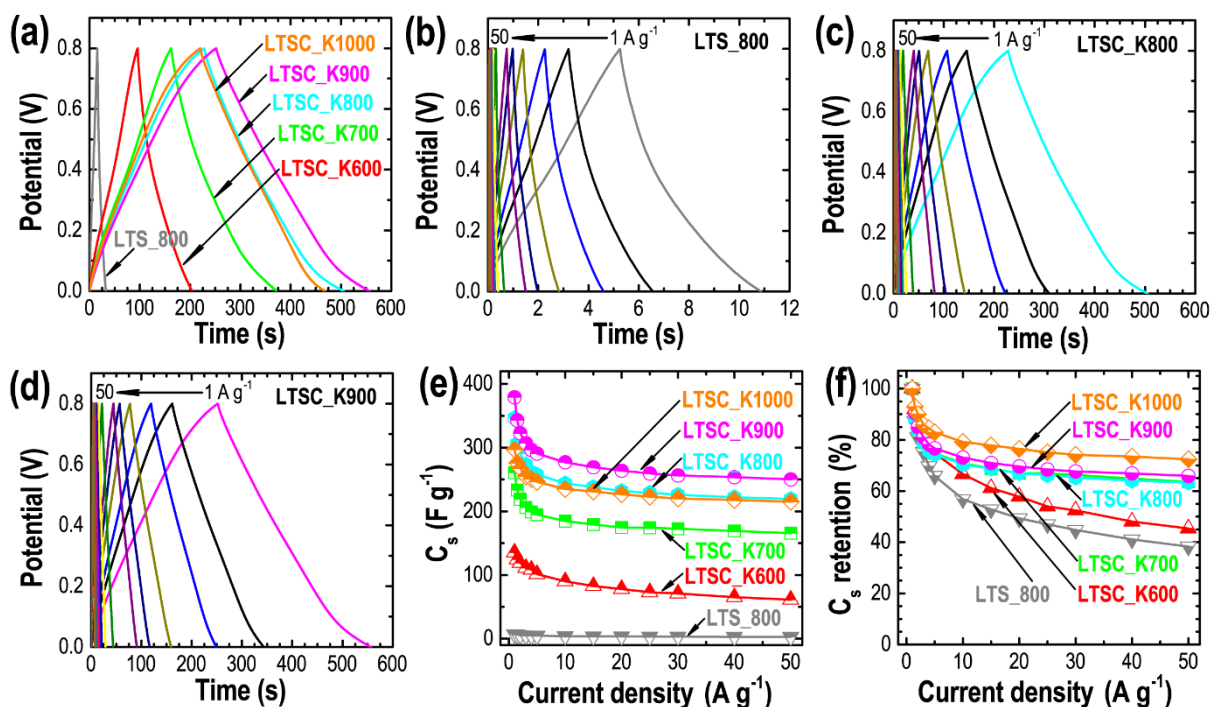 (a)
LTSC_K1000
LTSC_K900
LTSC_K800
LTSC_K700
LTSC_K600
LTS_800
Potential (V)
0.8
0.6
0.4
0.2
0.0
0 100 200 300 400 500 600
Time (s)
(b)
50 1 A g⁻¹
LTS_800
Potential (V)
0.8
0.6
0.4
0.2
0.0
0 2 4 6 8 10 12
Time (s)
(c)
50 1 A g⁻¹
LTSC_K800
Potential (V)
0.8
0.6
0.4
0.2
0.0
0 100 200 300 400 500 600
Time (s)
(d)
50 1 A g⁻¹
LTSC_K900
Potential (V)
0.8
0.6
0.4
0.2
0.0
0 100 200 300 400 500 600
Time (s)
(e)
LTSC_K1000
LTSC_K900
LTSC_K800
LTSC_K700
LTSC_K600
LTS_800
Cₛ (F g⁻¹)
400
300
200
100
0
0 10 20 30 40 50
Current density (A g⁻¹)
(f)
LTSC_K1000
LTSC_K900
LTSC_K800
LTSC_K700
LTS_800
LTSC_K600
Cₛ retention (%)
100
80
60
40
20
0
0 10 20 30 40 50
Current density (A g⁻¹)